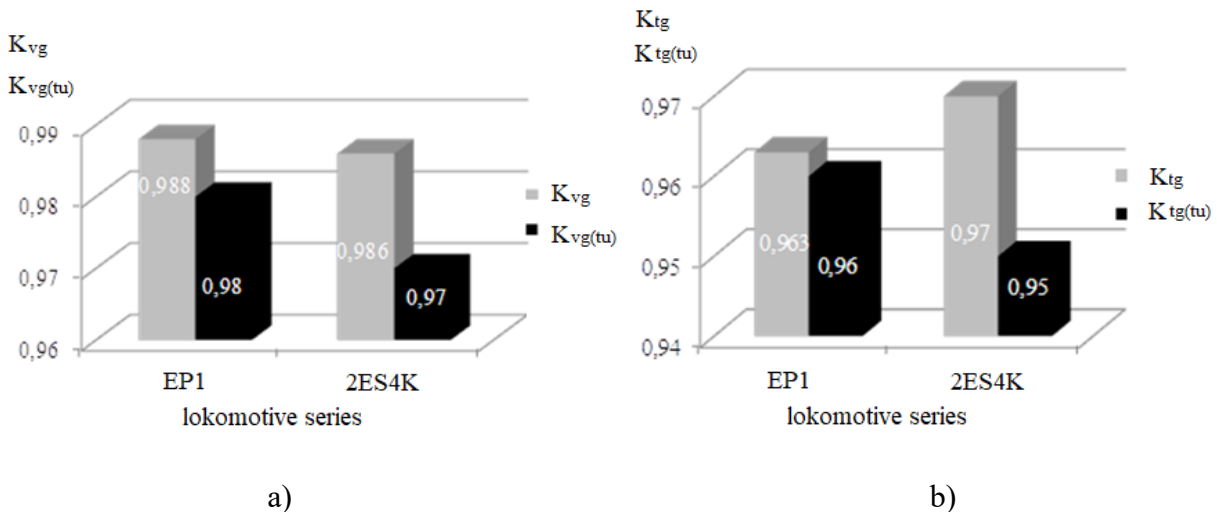 Kvg
Kvg(tu)
0,99
0,98
0,97
0,96
0,988
0,98
0,986
0,97
EP1
2ES4K
lokomotive series
Kvg
Kvg(tu)
a)
Ktg
Ktg(tu)
0,97
0,96
0,95
0,94
0,963
0,96
0,97
0,95
EP1
2ES4K
lokomotive series
Ktg
Ktg(tu)
b)